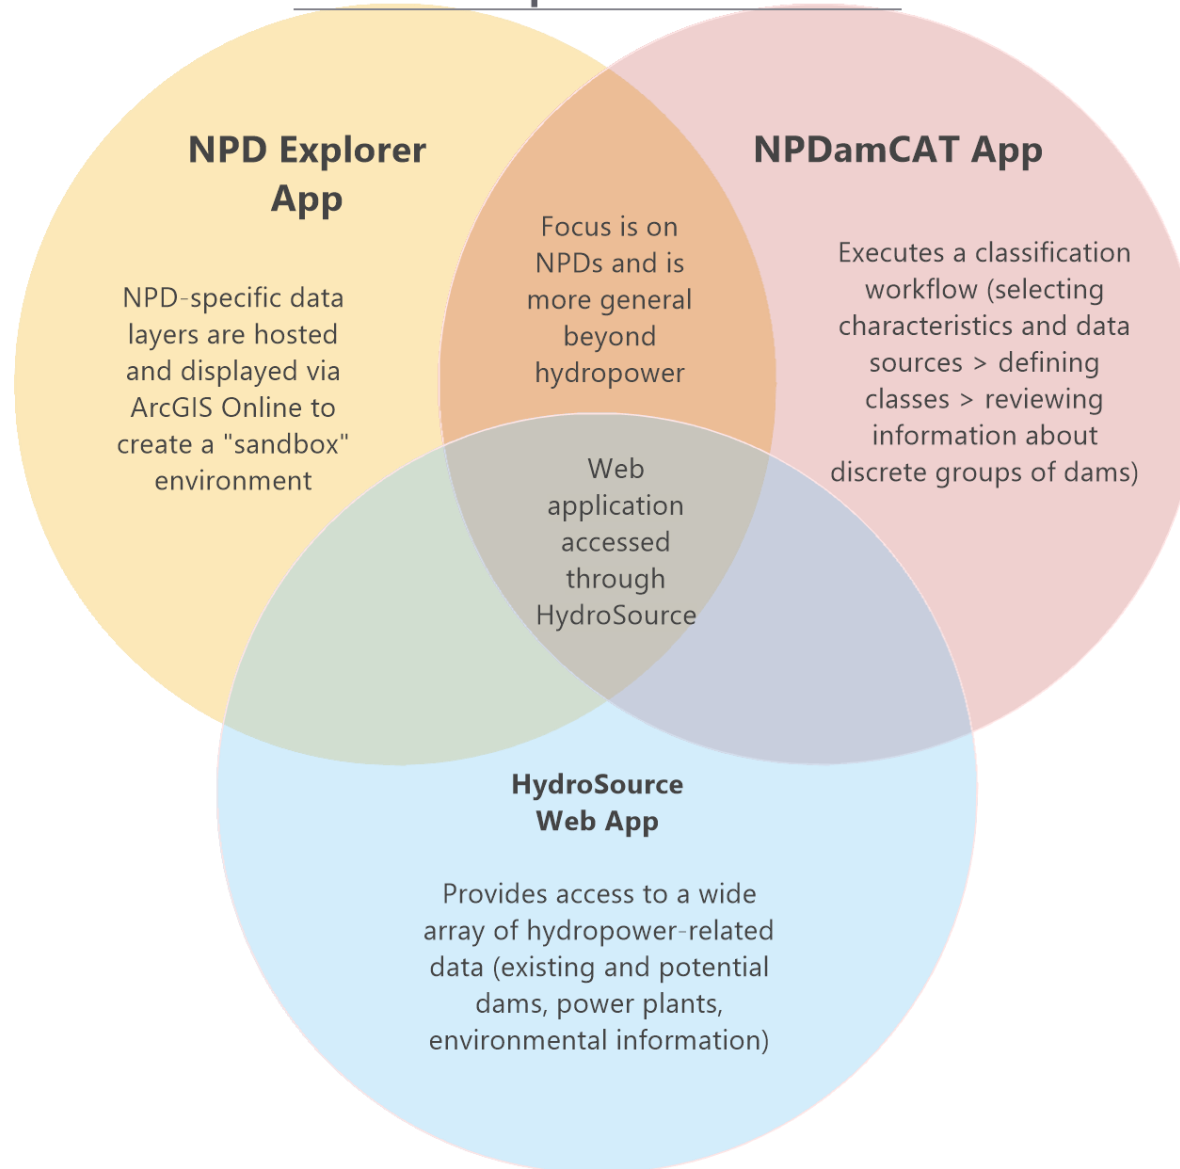 NPD Explorer
App
NPD-specific data
layers are hosted
and displayed via
ArcGIS Online to
create a "sandbox"
environment
Focus is on
NPDs and is
more general
beyond
hydropower
NPDamCAT App
Executes a classification
workflow (selecting
characteristics and data
sources > defining
classes > reviewing
information about
discrete groups of dams)
Web
application
accessed
through
HydroSource
HydroSource
Web App
Provides access to a wide
array of hydropower-related
data (existing and potential
dams, power plants,
environmental information)